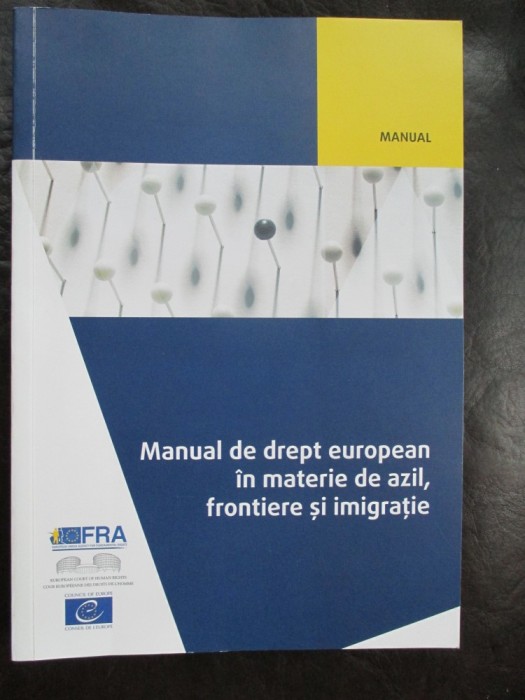 MANUAL
Manual de drept european
în materie de azil,
frontiere și imigrație
FRA
EUROPEAN COURT OF HUMAN RIGHTS
COUR EUROPÉENNE DES DROITS DE L'HOMME
COUNCIL OF EUROPE
CONSEIL DE L'EUROPE